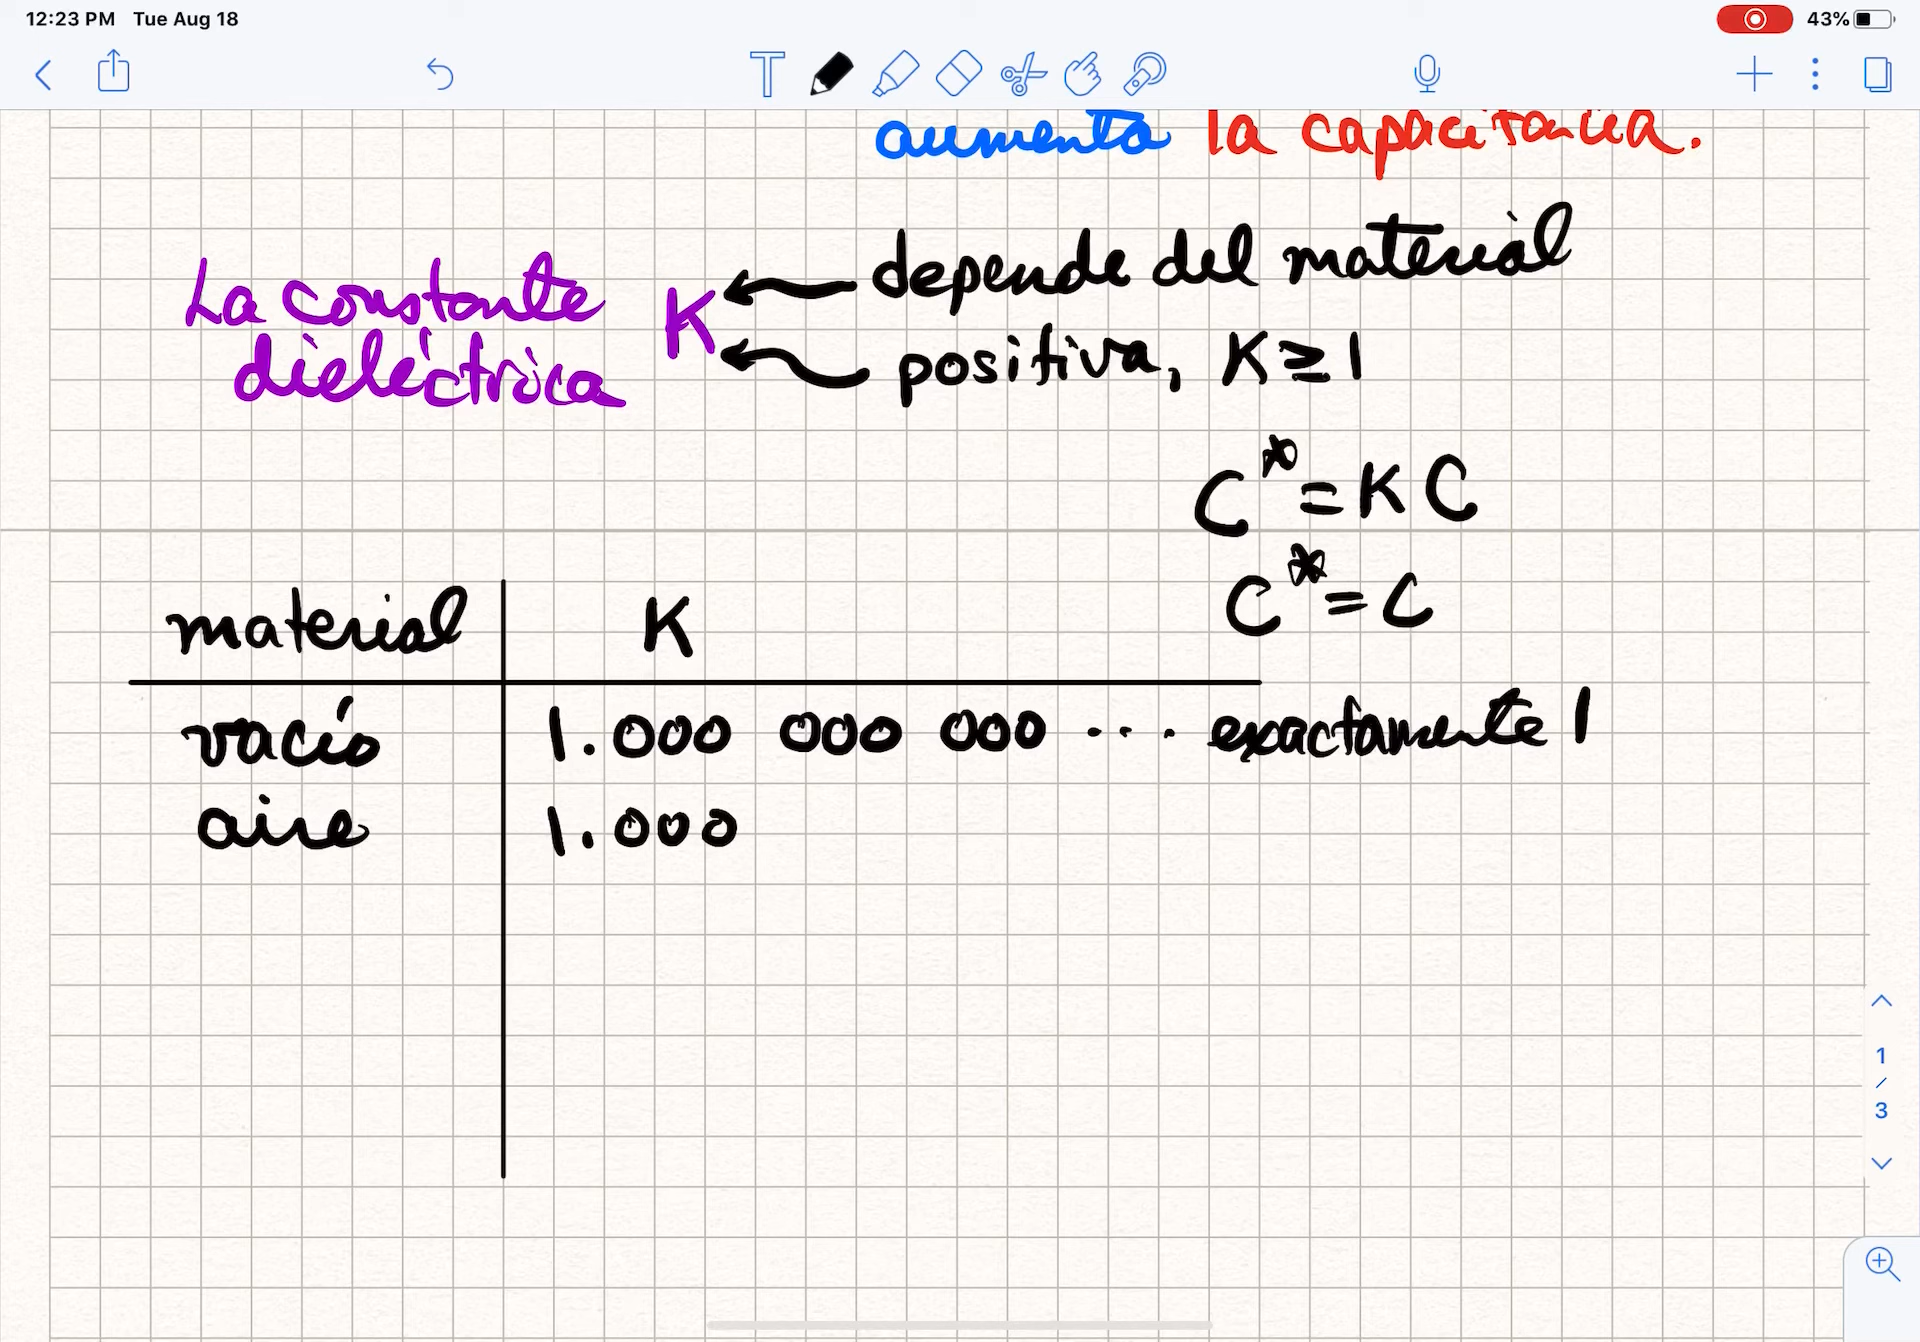 12:23 PM Tue Aug 18 43%
aumenta la capacitancia.
depende del material
La constante K
dieléctrica
positiva, K ≥ 1
C* = K C
C* = C
material K
vacío 1.000 000 000 ... exactamente 1
aire 1.000
1
/
3